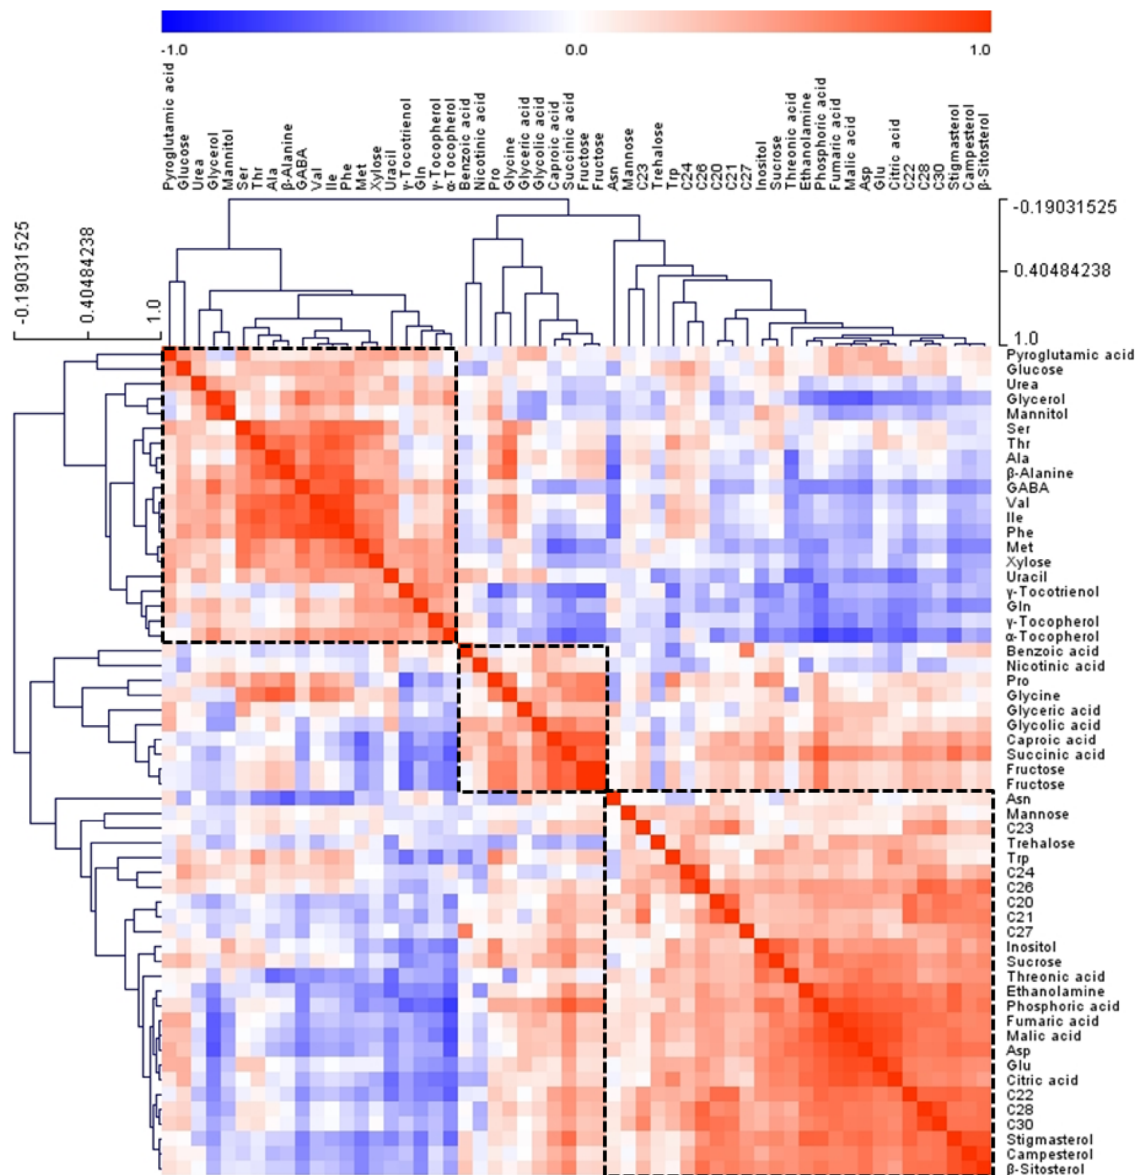 -1.0
0.0
1.0
Pyroglutamic acid
Glucose
Urea
Glycerol
Mannitol
Ser
Thr
Ala
β-Alanine
GABA
Val
Ile
Phe
Met
Xylose
Uracil
γ-Tocotrienol
Gln
γ-Tocopherol
α-Tocopherol
Benzoic acid
Nicotinic acid
Pro
Glycine
Glyceric acid
Glycolic acid
Caproic acid
Succinic acid
Fructose
Fructose
Asn
Mannose
C23
Trehalose
Trp
C24
C26
C20
C21
C27
Inositol
Sucrose
Threonic acid
Ethanolamine
Phosphoric acid
Fumaric acid
Malic acid
Asp
Glu
Citric acid
C22
C28
C30
Stigmasterol
Campesterol
β-Sitosterol
-0.19031525
0.40484238
1.0
-0.19031525
0.40484238
1.0
Pyroglutamic acid
Glucose
Urea
Glycerol
Mannitol
Ser
Thr
Ala
β-Alanine
GABA
Val
Ile
Phe
Met
Xylose
Uracil
γ-Tocotrienol
Gln
γ-Tocopherol
α-Tocopherol
Benzoic acid
Nicotinic acid
Pro
Glycine
Glyceric acid
Glycolic acid
Caproic acid
Succinic acid
Fructose
Fructose
Asn
Mannose
C23
Trehalose
Trp
C24
C26
C20
C21
C27
Inositol
Sucrose
Threonic acid
Ethanolamine
Phosphoric acid
Fumaric acid
Malic acid
Asp
Glu
Citric acid
C22
C28
C30
Stigmasterol
Campesterol
β-Sitosterol